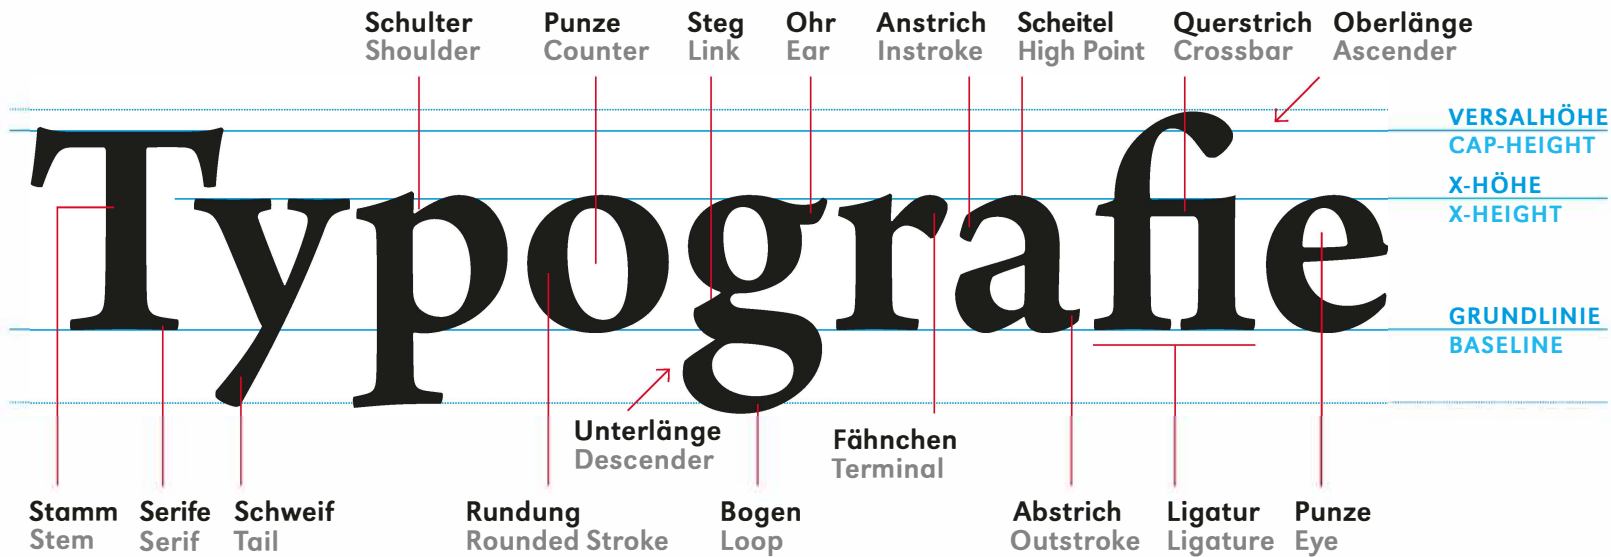 Schulter Punze Steg Ohr Anstrich Scheitel Querstrich Oberlänge
Shoulder Counter Link Ear Instroke High Point Crossbar Ascender
VERSALHÖHE
CAP-HEIGHT
X-HÖHE
X-HEIGHT
Typografie
GRUNDLINIE
BASELINE
Unterlänge
Descender
Fähnchen
Terminal
Stamm Serife Schweif Rundung Bogen Abstrich Ligatur Punze
Stem Serif Tail Rounded Stroke Loop Outstroke Ligature Eye